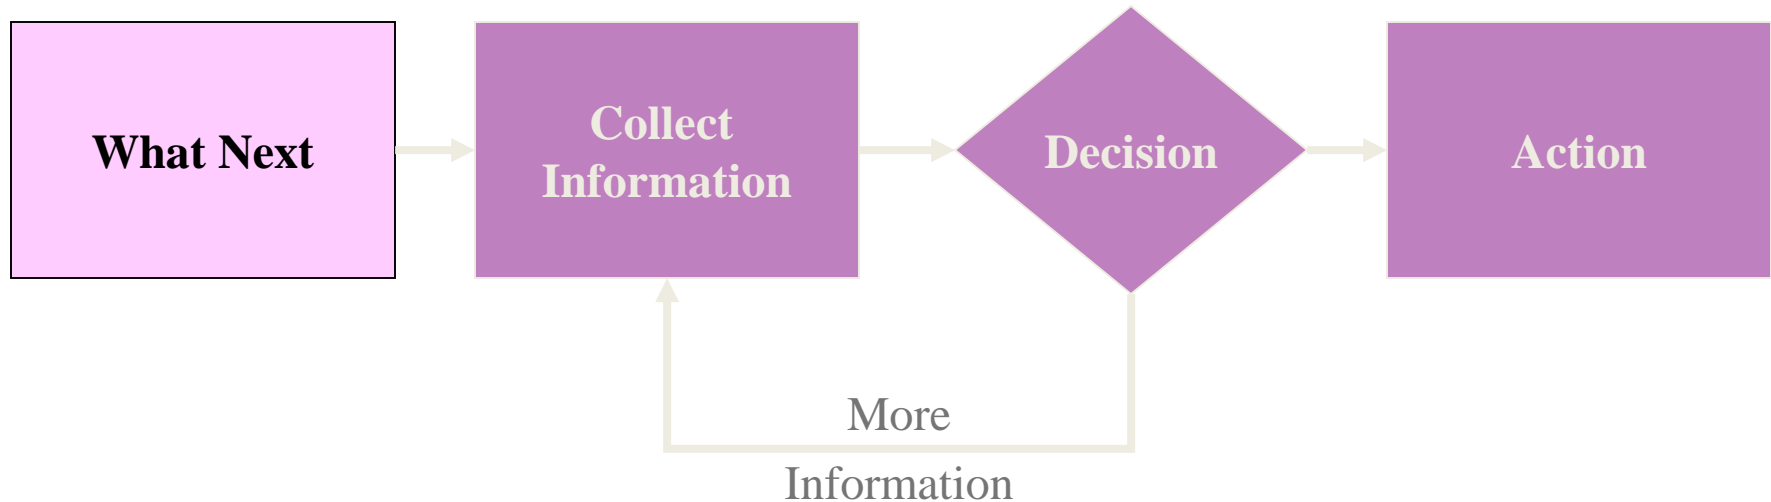 What Next
Collect
Information
Decision
Action
More
Information